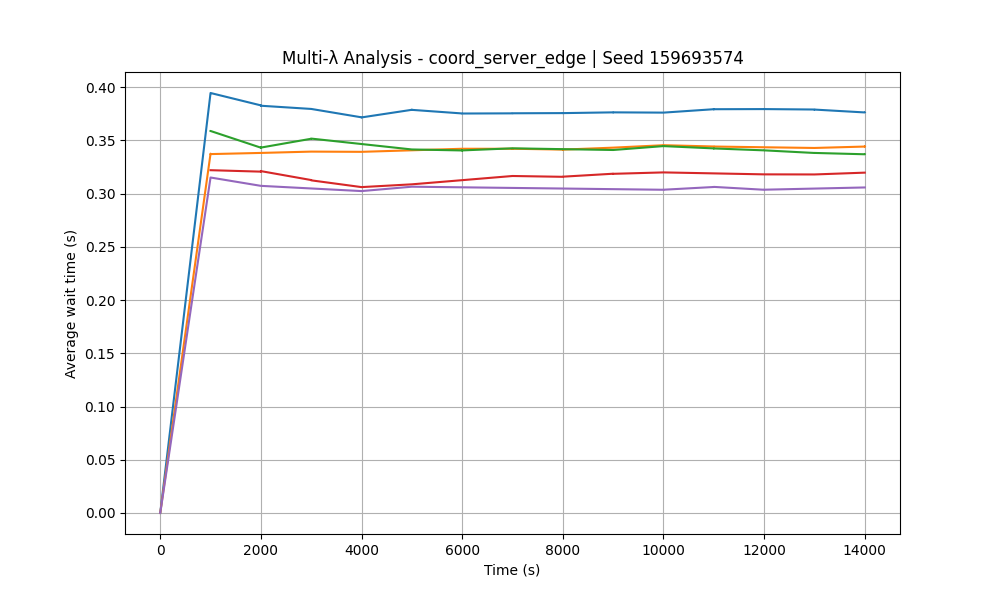 Multi-λ Analysis - coord_server_edge | Seed 159693574
Average wait time (s)
0.40
0.35
0.30
0.25
0.20
0.15
0.10
0.05
0.00
0 2000 4000 6000 8000 10000 12000 14000
Time (s)